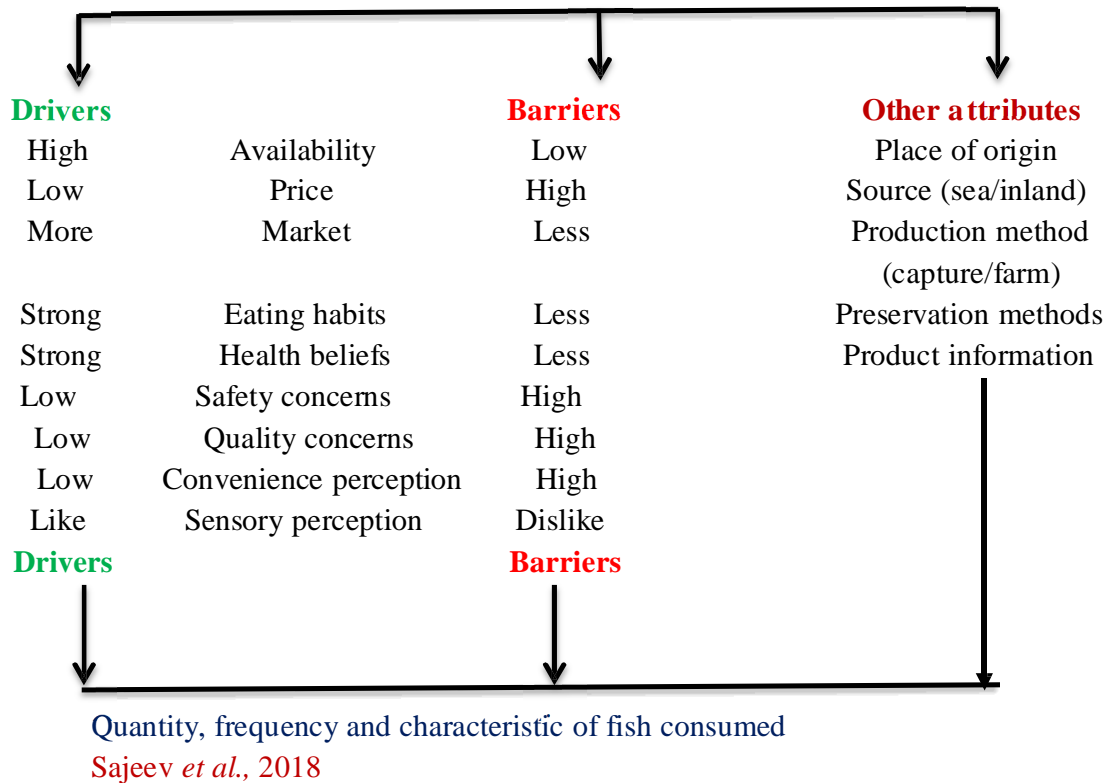 Drivers Barriers Other attributes
High Availability Low Place of origin
Low Price High Source (sea/inland)
More Market Less Production method
(capture/farm)
Strong Eating habits Less Preservation methods
Strong Health beliefs Less Product information
Low Safety concerns High
Low Quality concerns High
Low Convenience perception High
Like Sensory perception Dislike
Drivers Barriers
Quantity, frequency and characteristic of fish consumed
Sajeev et al., 2018